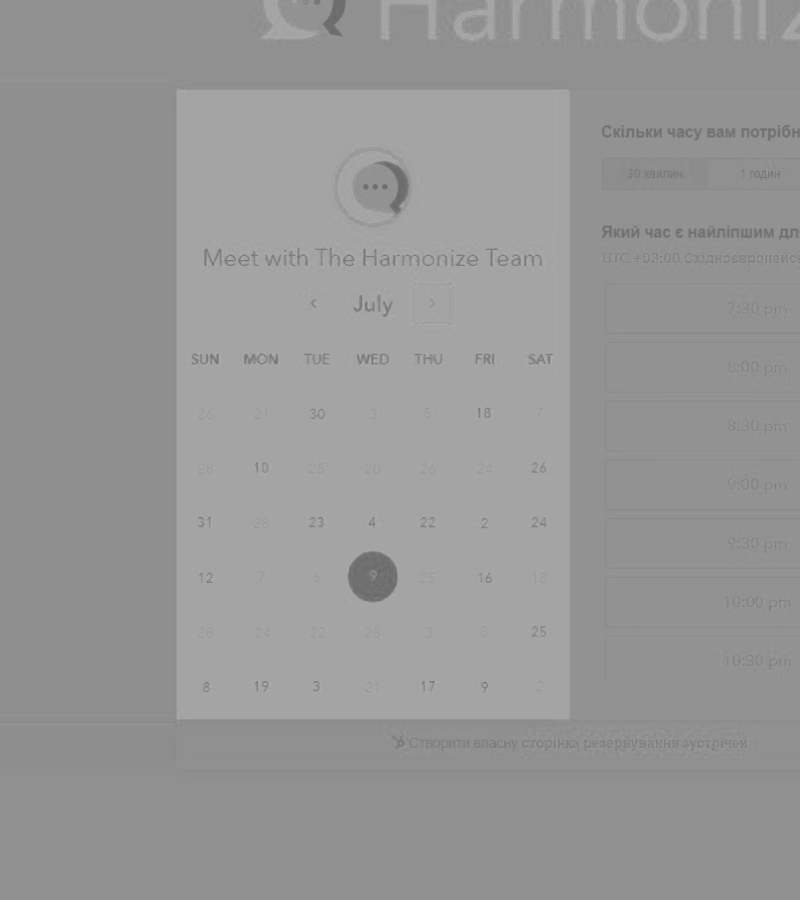 Harmoniz
Meet with The Harmonize Team
‹ July ›
SUN MON TUE WED THU FRI SAT
26 21 30 3 5 18 7
28 10 25 20 26 24 26
31 28 23 4 22 2 24
12 7 6 9 25 16 18
28 24 22 28 3 8 25
8 19 3 21 17 9 2
Скільки часу вам потрібн
30 хвилин 1 годин
Який час є найліпшим дл
UTC +03:00 Східноєвропейсь
7:30 pm
8:00 pm
8:30 pm
9:00 pm
9:30 pm
10:00 pm
10:30 pm
Створити власну сторінка резервування зустрічей